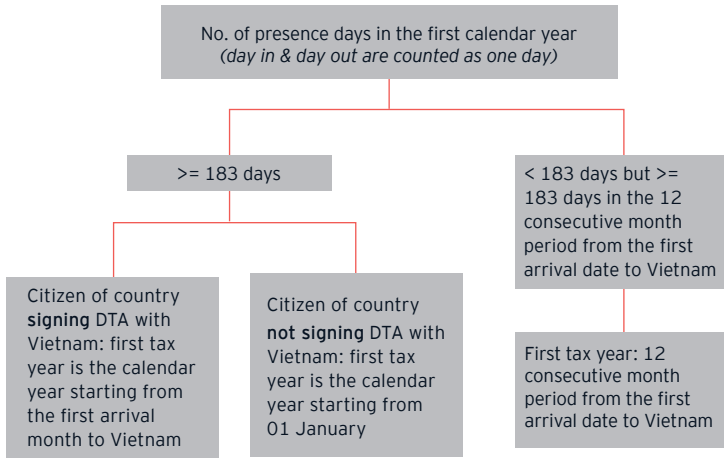 No. of presence days in the first calendar year
(day in & day out are counted as one day)
>= 183 days
< 183 days but >=
183 days in the 12
consecutive month
period from the first
arrival date to Vietnam
Citizen of country
signing DTA with
Vietnam: first tax
year is the calendar
year starting from
the first arrival
month to Vietnam
Citizen of country
not signing DTA with
Vietnam: first tax
year is the calendar
year starting from
01 January
First tax year: 12
consecutive month
period from the first
arrival date to Vietnam